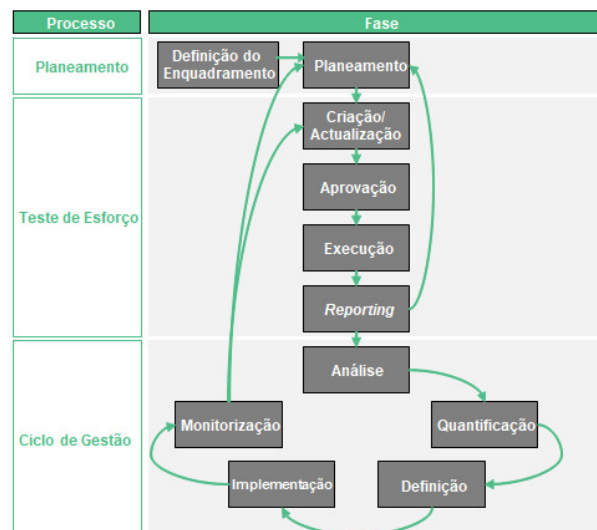 Processo
Fase
Planeamento
Definição do
Enquadramento
Planeamento
Teste de Esforço
Criação/
Actualização
Aprovação
Execução
Reporting
Ciclo de Gestão
Análise
Monitorização
Quantificação
Implementação
Definição